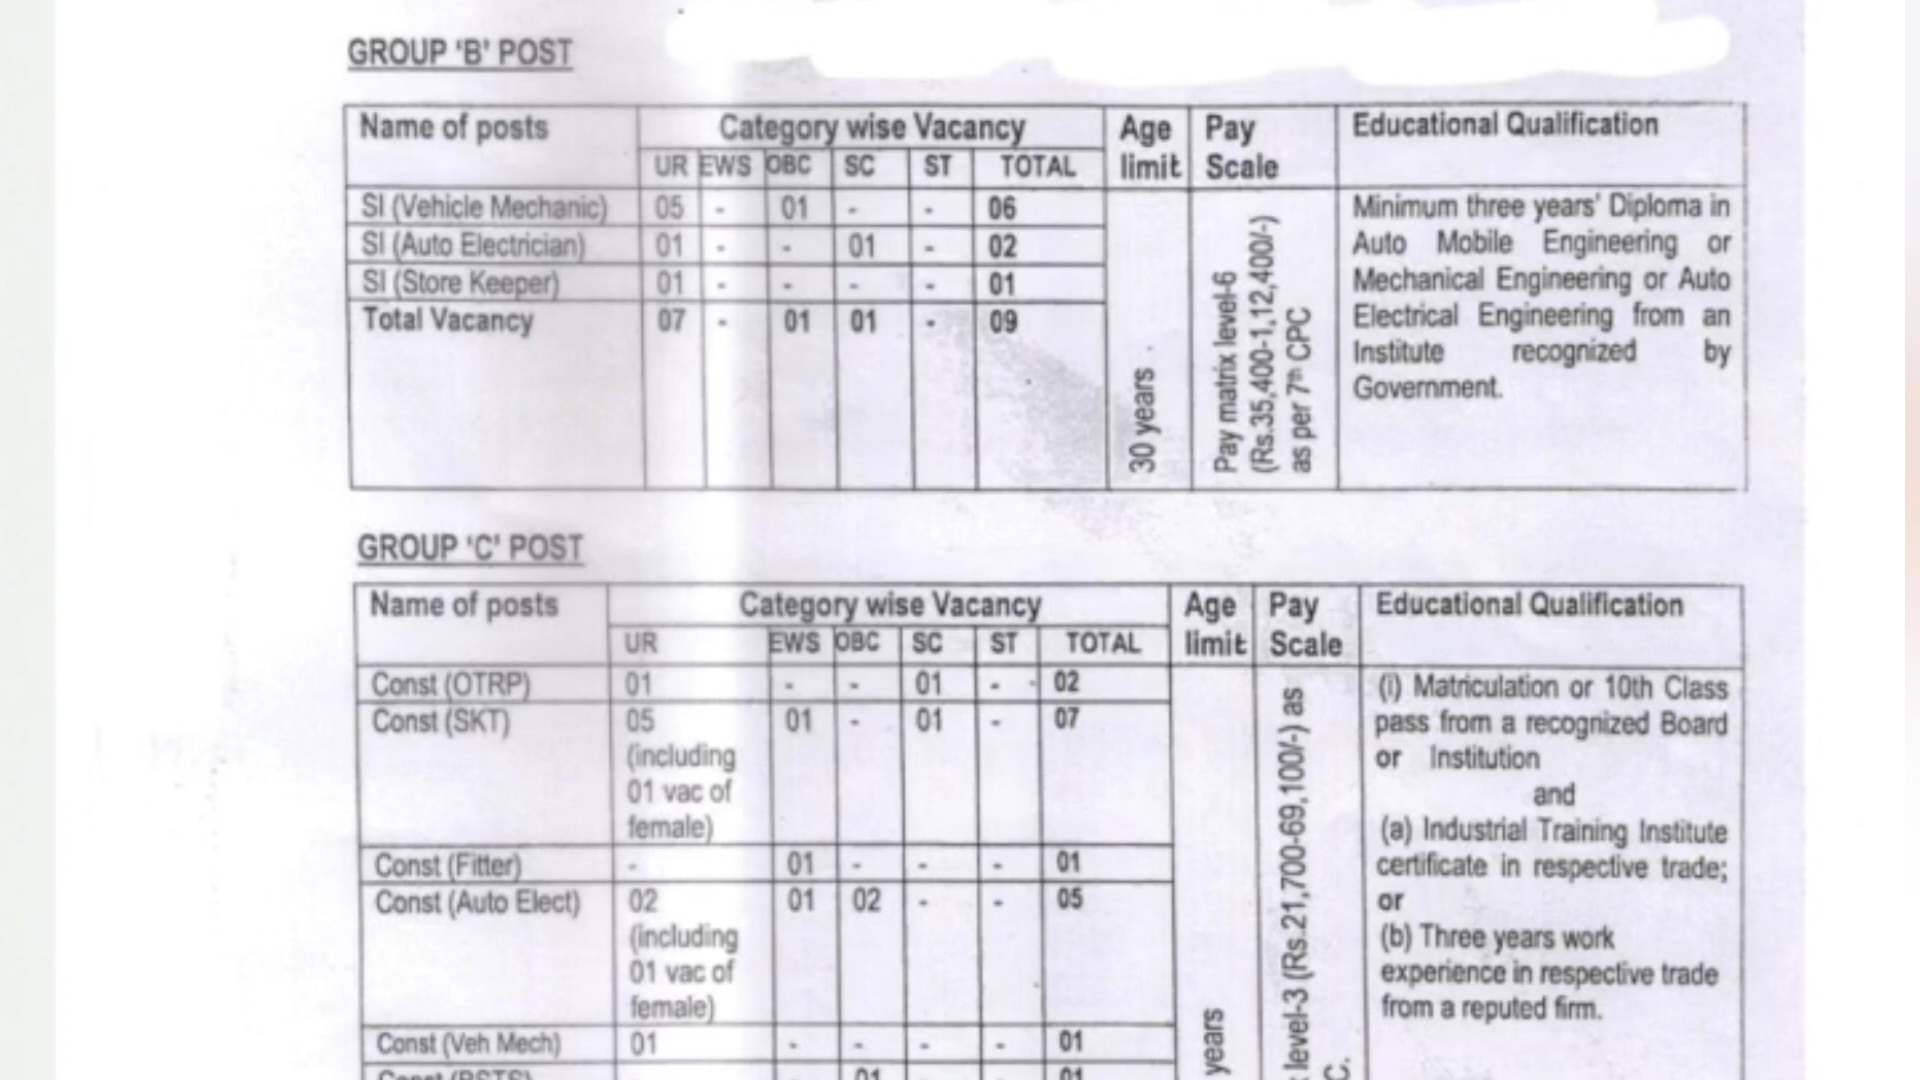 GROUP 'B' POST
Name of posts Category wise Vacancy Age limit Pay Scale Educational Qualification
UR EWS OBC SC ST TOTAL
SI (Vehicle Mechanic) 05 - 01 - - 06
SI (Auto Electrician) 01 - - 01 - 02
SI (Store Keeper) 01 - - - - 01
Total Vacancy 07 - 01 01 - 09
30 years
Pay matrix level-6
(Rs.35,400-1,12,400/-)
as per 7th CPC
Minimum three years' Diploma in
Auto Mobile Engineering or
Mechanical Engineering or Auto
Electrical Engineering from an
Institute recognized by
Government.
GROUP 'C' POST
Name of posts Category wise Vacancy Age limit Pay Scale Educational Qualification
UR EWS OBC SC ST TOTAL
Const (OTRP) 01 - - 01 - 02
Const (SKT) 05 01 - 01 - 07
(including
01 vac of
female)
Const (Fitter) - 01 - - - 01
Const (Auto Elect) 02 01 02 - - 05
(including
01 vac of
female)
Const (Veh Mech) 01 - - - - 01
01 01
years
level-3 (Rs.21,700-69,100/-) as
C.
(i) Matriculation or 10th Class
pass from a recognized Board
or Institution
and
(a) Industrial Training Institute
certificate in respective trade;
or
(b) Three years work
experience in respective trade
from a reputed firm.